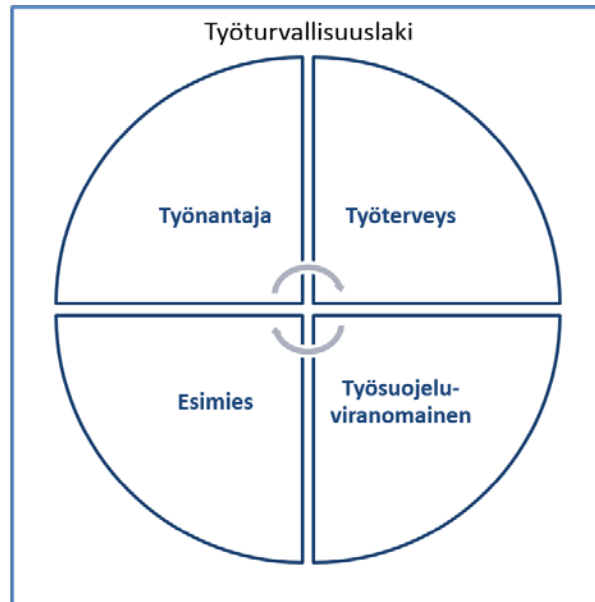 Työturvallisuuslaki
Työnantaja
Työterveys
Esimies
Työsuojelu-
viranomainen